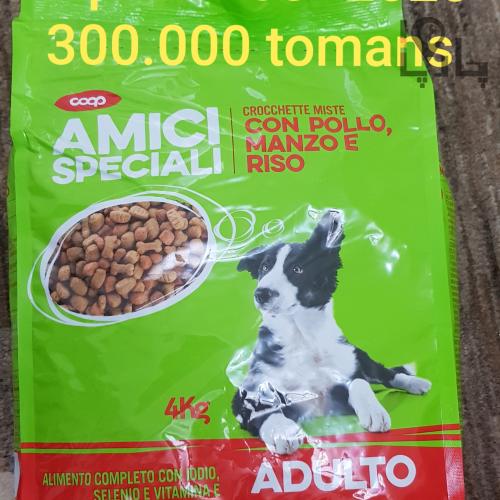 300.000 tomans
coop
AMICI
SPECIALI
CROCCHETTE MISTE
CON POLLO,
MANZO E
RISO
4Kg
ALIMENTO COMPLETO CON IODIO,
SELENIO E VITAMINA E
ADULTO